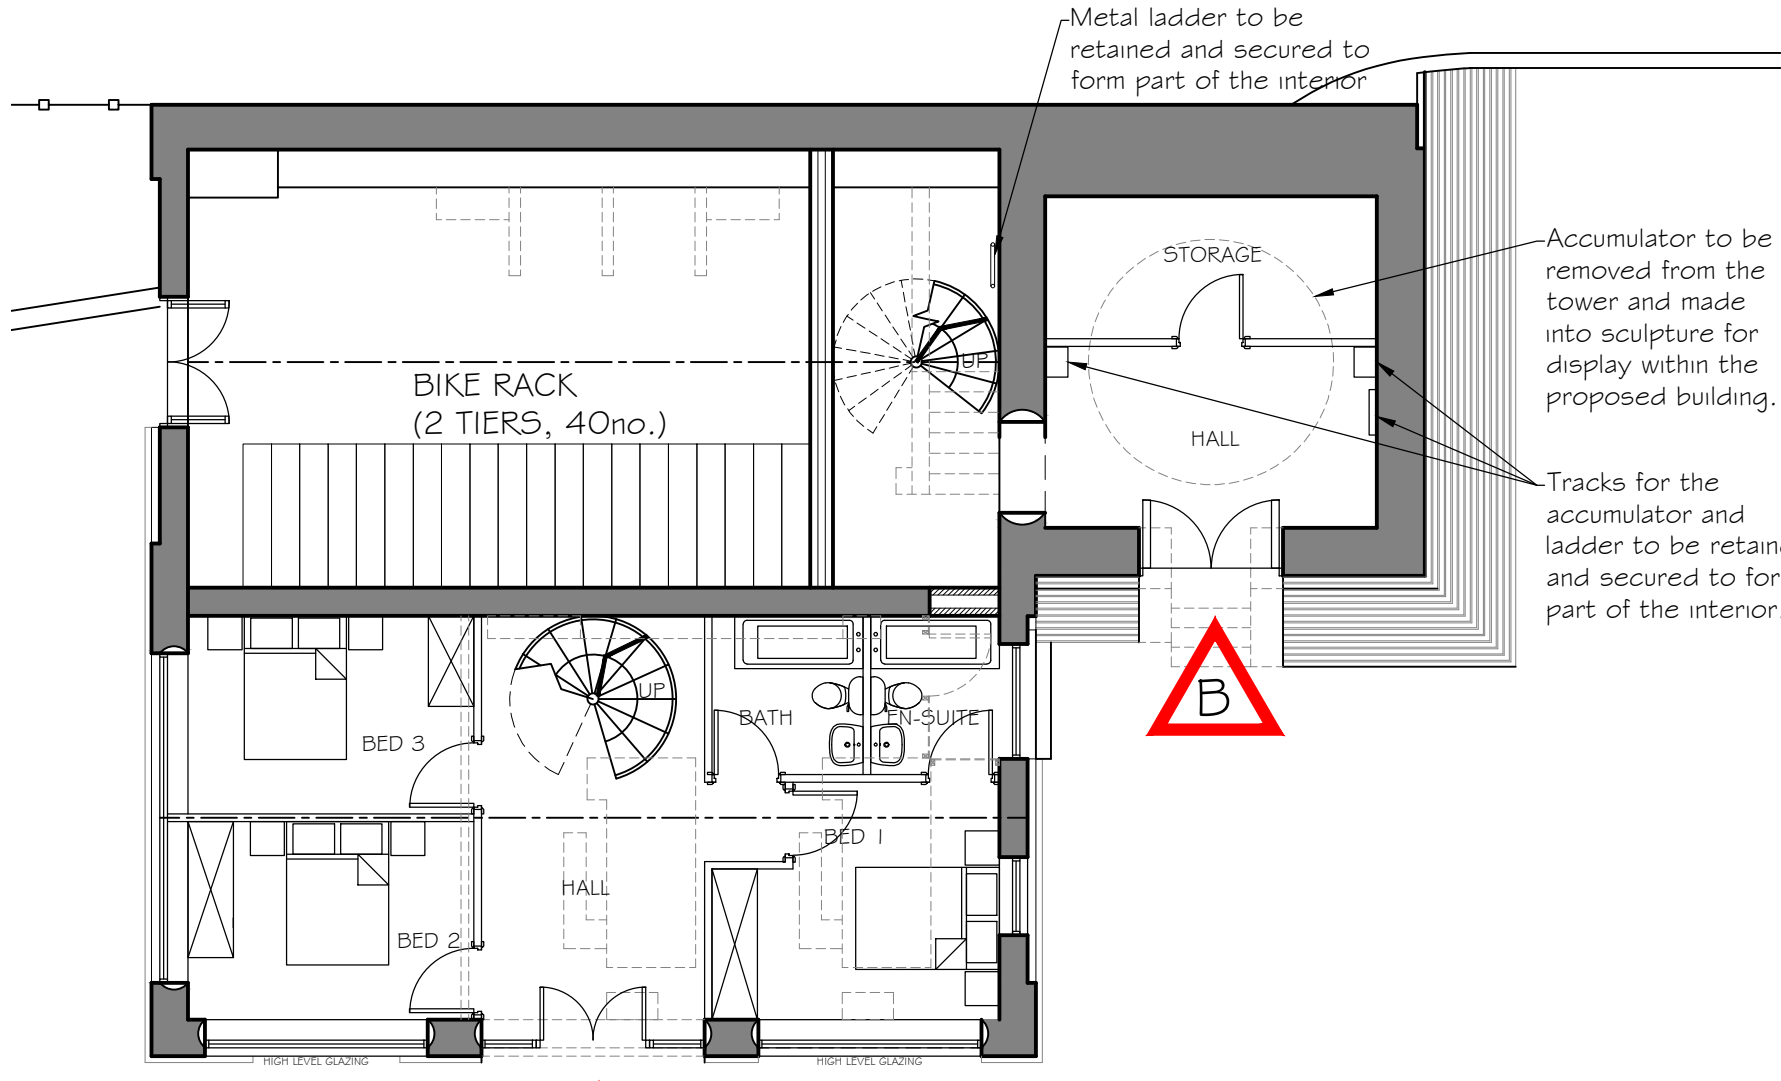 Metal ladder to be
retained and secured to
form part of the interior
STORAGE
Accumulator to be
removed from the
tower and made
into sculpture for
display within the
proposed building.
UP
BIKE RACK
(2 TIERS, 40no.)
HALL
Tracks for the
accumulator and
ladder to be
and secured to
part of the interior.
UP
BATH
EN-SUITE
B
BED 3
BED 1
HALL
BED 2
HIGH LEVEL GLAZING
HIGH LEVEL GLAZING